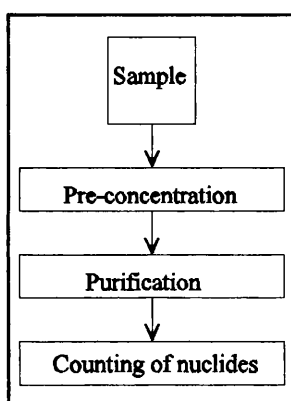 Sample
Pre-concentration
Purification
Counting of nuclides